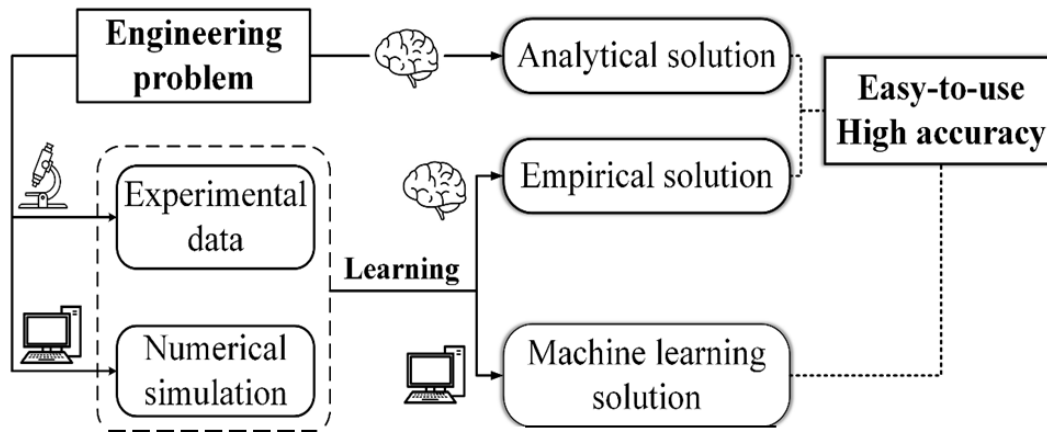 Engineering
problem
Analytical solution
Easy-to-use
High accuracy
Experimental
data
Empirical solution
Learning
Numerical
simulation
Machine learning
solution